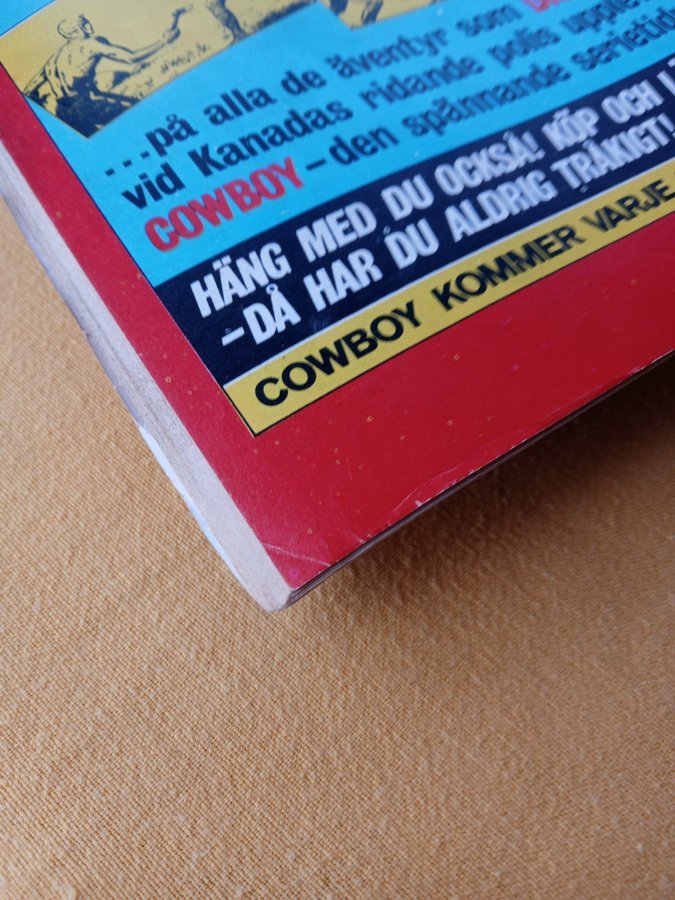 ...på alla de äventyr som
vid Kanadas ridande polis
COWBOY – den spännande
HÄNG MED DU OCKSÅ! KÖP OCH
– DÅ HAR DU ALDRIG TRÅKIGT!
COWBOY KOMMER VARJE